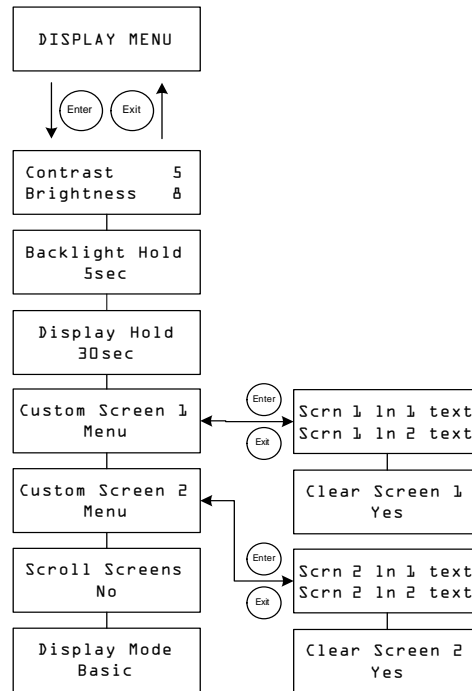 DISPLAY MENU
Enter
Exit
Contrast 5
Brightness 8
Backlight Hold
5sec
Display Hold
30sec
Custom Screen 1
Menu
Enter
Exit
Scrn 1 ln 1 text
Scrn 1 ln 2 text
Clear Screen 1
Yes
Custom Screen 2
Menu
Enter
Exit
Scrn 2 ln 1 text
Scrn 2 ln 2 text
Clear Screen 2
Yes
Scroll Screens
No
Display Mode
Basic